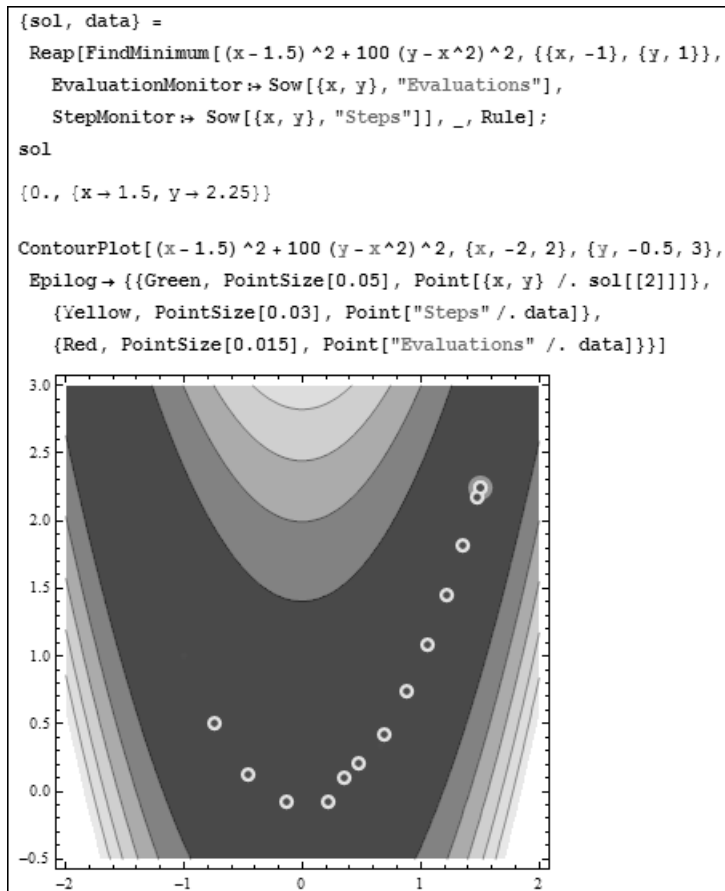 {sol, data} =
Reap[FindMinimum[(x - 1.5) ^2 + 100 (y - x^2) ^2, {{x, -1}, {y, 1}},
EvaluationMonitor :> Sow[{x, y}, "Evaluations"],
StepMonitor :> Sow[{x, y}, "Steps"]], _, Rule];
sol
{0., {x → 1.5, y → 2.25}}
ContourPlot[(x - 1.5) ^2 + 100 (y - x^2) ^2, {x, -2, 2}, {y, -0.5, 3},
Epilog → {{Green, PointSize[0.05], Point[{x, y} /. sol[[2]]]},
{Yellow, PointSize[0.03], Point["Steps" /. data]},
{Red, PointSize[0.015], Point["Evaluations" /. data]}}]
3.0
2.5
2.0
1.5
1.0
0.5
0.0
-0.5
-2 -1 0 1 2